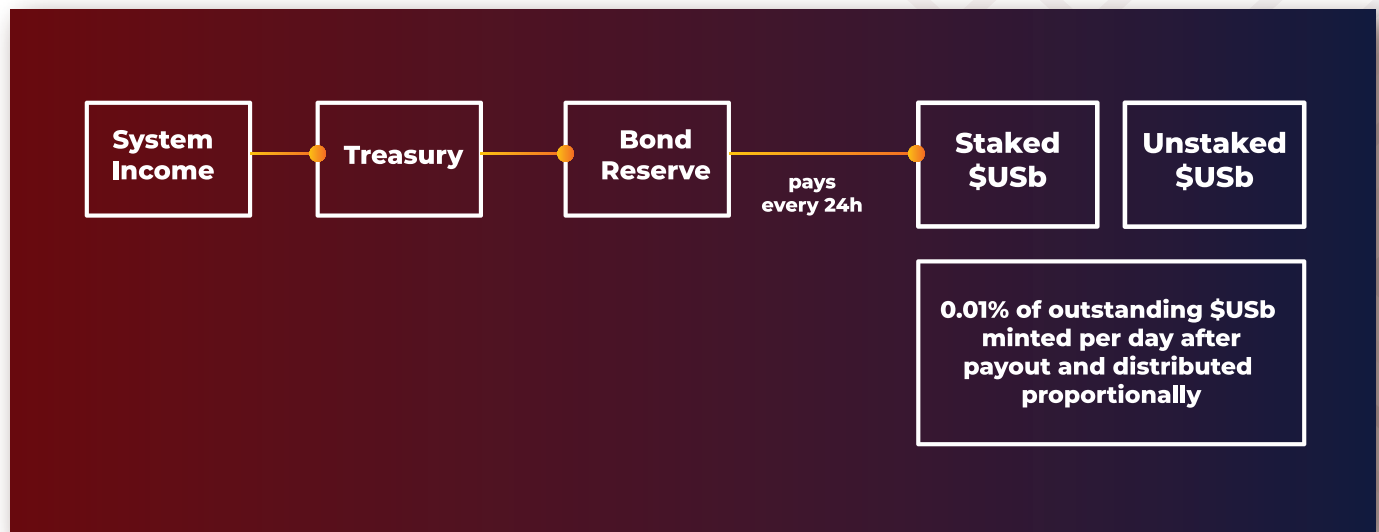 System
Income
Treasury
Bond
Reserve
pays
every 24h
Staked
$USb
Unstaked
$USb
0.01% of outstanding $USb
minted per day after
payout and distributed
proportionally